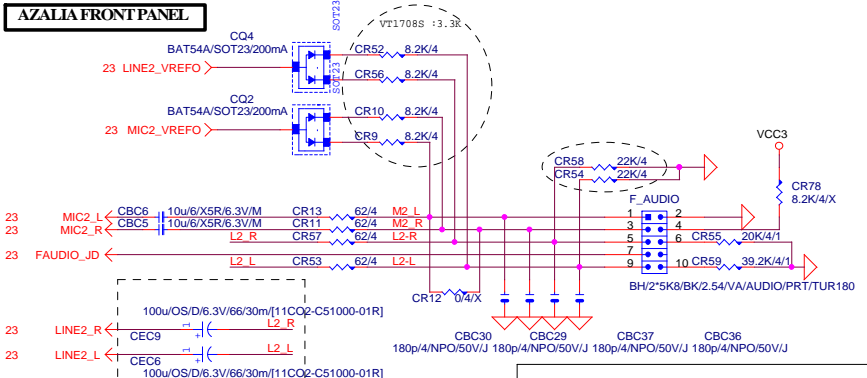 AZALIA FRONT PANEL
SOT23
CQ4
BAT54A/SOT23/200mA
23 LINE2_VREFO
VT1708S :3.3K
CR52 8.2K/4
CR56 8.2K/4
SOT23
CQ2
BAT54A/SOT23/200mA
23 MIC2_VREFO
CR10 8.2K/4
CR9 8.2K/4
VCC3
CR58 22K/4
CR54 22K/4
CR78
8.2K/4/X
F_AUDIO
23 MIC2_L CBC6 10u/6/X5R/6.3V/M CR13 62/4 M2_L 1 2
23 MIC2_R CBC5 10u/6/X5R/6.3V/M CR11 62/4 M2_R 3 4
L2_R CR57 62/4 L2-R 5 6 CR55 20K/4/1
23 FAUDIO_JD 7
L2_L CR53 62/4 L2-L 9 10 CR59 39.2K/4/1
BH/2*5K8/BK/2.54/VA/AUDIO/PRT/TUR180
CR12 0/4/X
100u/OS/D/6.3V/66/30m/[11CO2-C51000-01R]
23 LINE2_R 1 + L2_R
CEC9
23 LINE2_L 1 + L2_L
CEC6
100u/OS/D/6.3V/66/30m/[11CO2-C51000-01R]
CBC30 CBC29 CBC37 CBC36
180p/4/NPO/50V/J 180p/4/NPO/50V/J 180p/4/NPO/50V/J 180p/4/NPO/50V/J